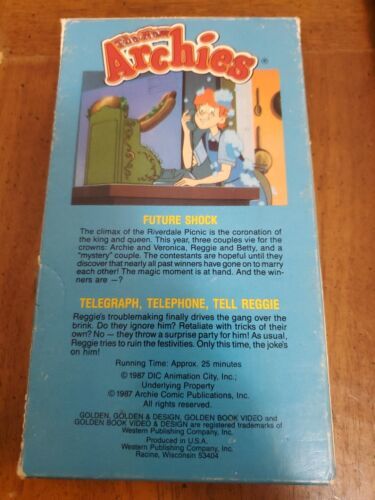 The New
Archies®
FUTURE SHOCK
The climax of the Riverdale Picnic is the coronation
of the king and queen. This year, three couples vie for the
crowns: Archie and Veronica, Reggie and Betty, and a
"mystery" couple. The contestants are hopeful until they
discover that nearly all past winners have gone on to marry
each other! The magic moment is at hand. And the win-
ners are —?
TELEGRAPH, TELEPHONE, TELL REGGIE
Reggie's troublemaking finally drives the gang over the
brink. Do they ignore him? Retaliate with tricks of their
own? No — they throw a surprise party for him! As usual,
Reggie tries to ruin the festivities. Only this time, the joke's
on him!
Running Time: Approx. 25 minutes
© 1987 DIC Animation City, Inc.;
Underlying Property
© 1987 Archie Comic Publications, Inc.
All rights reserved.
GOLDEN, GOLDEN & DESIGN, GOLDEN BOOK VIDEO and
GOLDEN BOOK VIDEO & DESIGN are registered trademarks of
Western Publishing Company, Inc.
Produced in U.S.A.
Western Publishing Company, Inc.
Racine, Wisconsin 53404